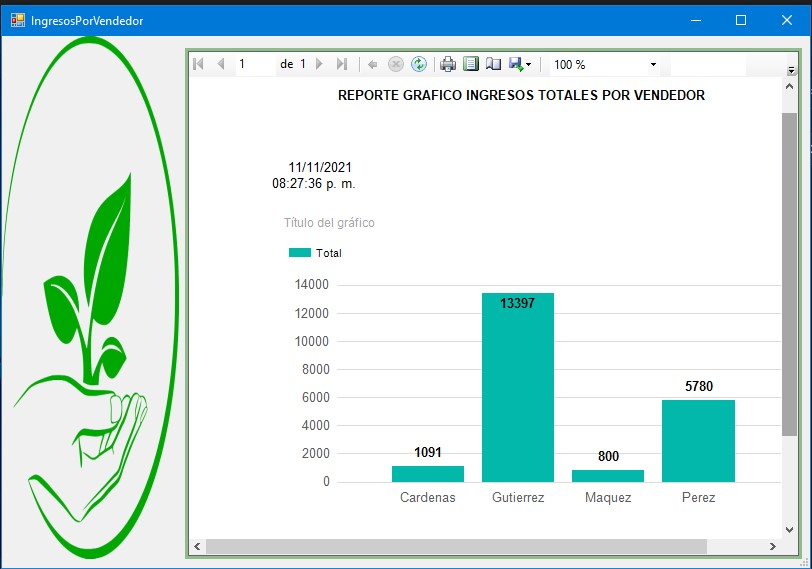 IngresosPorVendedor
1 de 1 100 %
REPORTE GRAFICO INGRESOS TOTALES POR VENDEDOR
11/11/2021
08:27:36 p. m.
Título del gráfico
Total
14000
13397
12000
10000
8000
6000
5780
4000
2000
1091
800
0
Cardenas Gutierrez Maquez Perez